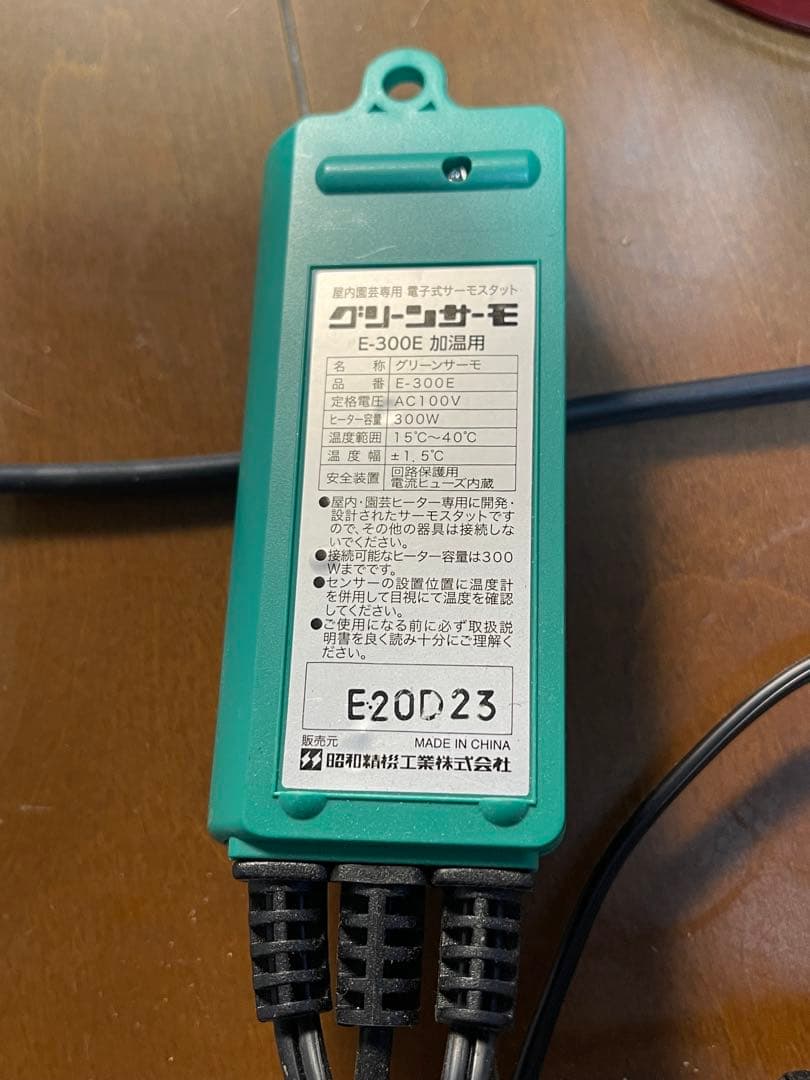 屋内園芸専用 電子式サーモスタット
グリーンサーモ
E-300E 加温用
名 称 グリーンサーモ
品 番 E-300E
定格電圧 AC100V
ヒーター容量 300W
温度範囲 15℃～40℃
温 度 幅 ±1.5℃
安全装置 回路保護用
電流ヒューズ内蔵
●屋内・園芸ヒーター専用に開発・
設計されたサーモスタットです
ので、その他の器具は接続しな
いでください。
●接続可能なヒーター容量は300
Wまでです。
●センサーの設置位置に温度計
を併用して目視にて温度を確認
してください。
●ご使用になる前に必ず取扱説
明書を良く読み十分にご理解く
ださい。
E20D23
販売元 MADE IN CHINA
昭和精機工業株式会社